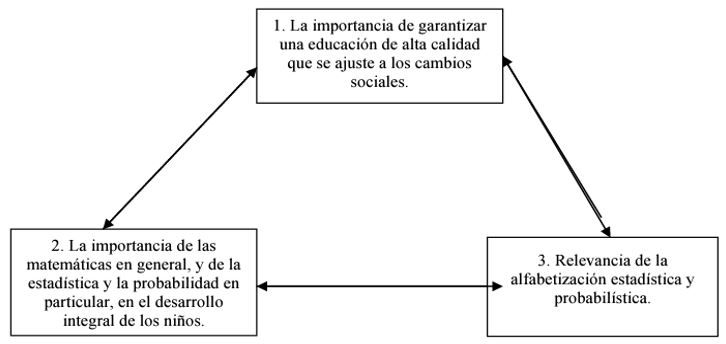 1. La importancia de garantizar
una educación de alta calidad
que se ajuste a los cambios
sociales.
2. La importancia de las
matemáticas en general, y de la
estadística y la probabilidad en
particular, en el desarrollo
integral de los niños.
3. Relevancia de la
alfabetización estadística y
probabilística.